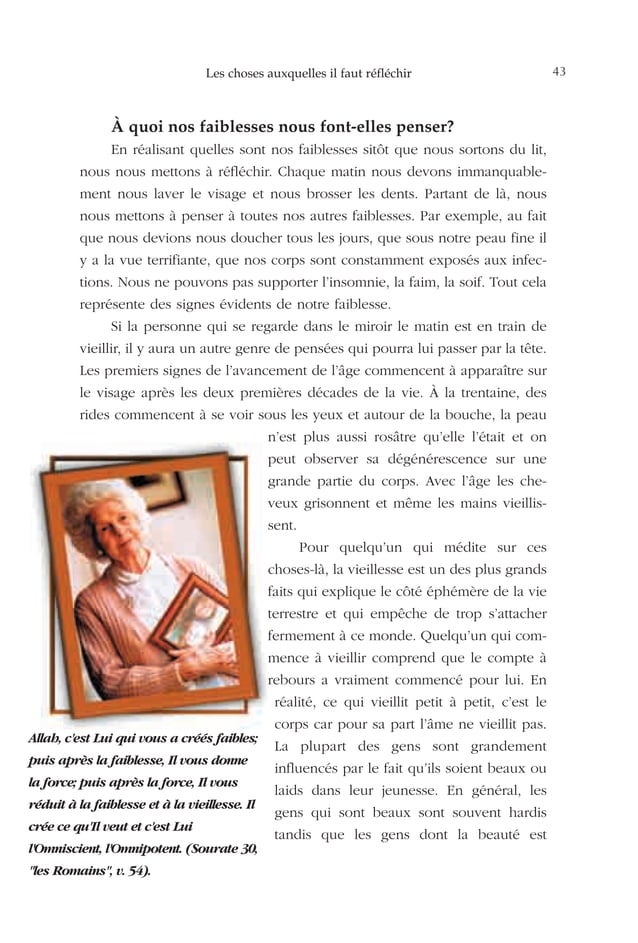 Les choses auxquelles il faut réfléchir
43
À quoi nos faiblesses nous font-elles penser?
En réalisant quelles sont nos faiblesses sitôt que nous sortons du lit,
nous nous mettons à réfléchir. Chaque matin nous devons immanquable-
ment nous laver le visage et nous brosser les dents. Partant de là, nous
nous mettons à penser à toutes nos autres faiblesses. Par exemple, au fait
que nous devions nous doucher tous les jours, que sous notre peau fine il
y a la vue terrifiante, que nos corps sont constamment exposés aux infec-
tions. Nous ne pouvons pas supporter l'insomnie, la faim, la soif. Tout cela
représente des signes évidents de notre faiblesse.
Si la personne qui se regarde dans le miroir le matin est en train de
vieillir, il y aura un autre genre de pensées qui pourra lui passer par la tête.
Les premiers signes de l'avancement de l'âge commencent à apparaître sur
le visage après les deux premières décades de la vie. À la trentaine, des
rides commencent à se voir sous les yeux et autour de la bouche, la peau
n'est plus aussi rosâtre qu'elle l'était et on
peut observer sa dégénérescence sur une
grande partie du corps. Avec l'âge les che-
veux grisonnent et même les mains vieillis-
sent.
Pour quelqu'un qui médite sur ces
choses-là, la vieillesse est un des plus grands
faits qui explique le côté éphémère de la vie
terrestre et qui empêche de trop s'attacher
fermement à ce monde. Quelqu'un qui com-
mence à vieillir comprend que le compte à
rebours a vraiment commencé pour lui. En
réalité, ce qui vieillit petit à petit, c'est le
corps car pour sa part l'âme ne vieillit pas.
La plupart des gens sont grandement
influencés par le fait qu'ils soient beaux ou
laids dans leur jeunesse. En général, les
gens qui sont beaux sont souvent hardis
tandis que les gens dont la beauté est
Allah, c'est Lui qui vous a créés faibles;
puis après la faiblesse, Il vous donne
la force; puis après la force, Il vous
réduit à la faiblesse et à la vieillesse. Il
crée ce qu'Il veut et c'est Lui
l'Omniscient, l'Omnipotent. (Sourate 30,
"les Romains", v. 54).